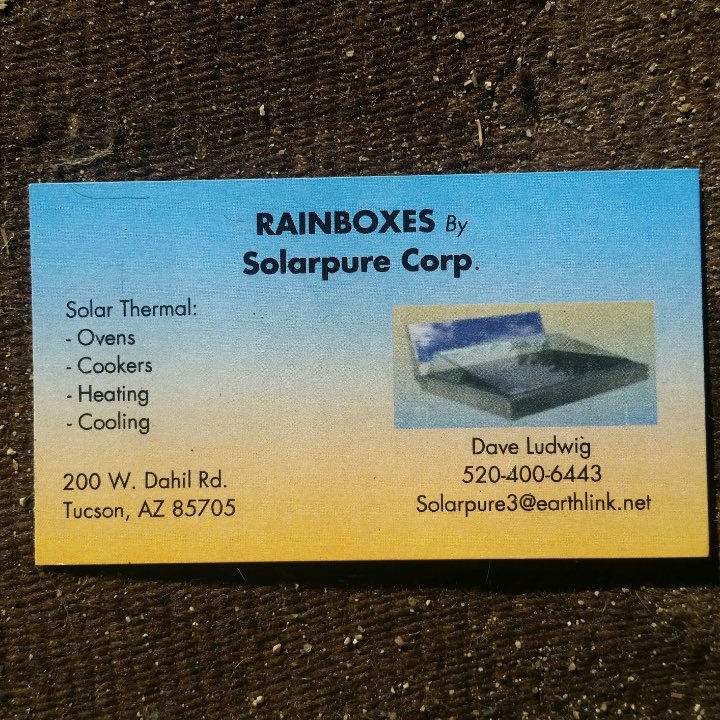 RAINBOXES By
Solarpure Corp.
Solar Thermal:
- Ovens
- Cookers
- Heating
- Cooling
200 W. Dahil Rd.
Tucson, AZ 85705
Dave Ludwig
520-400-6443
Solarpure3@earthlink.net